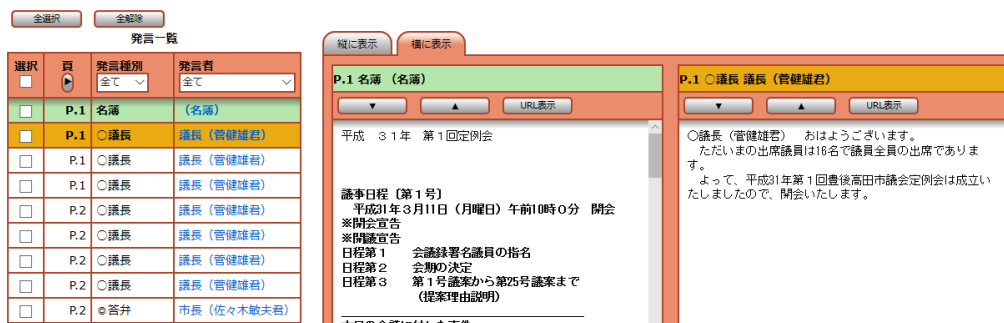 全選択 全解除
発言一覧
選択 頁 発言種別 発言者
全て 全て
P.1 名簿 (名簿)
P.1 ○議長 議長(菅健雄君)
P.1 ○議長 議長(菅健雄君)
P.1 ○議長 議長(菅健雄君)
P.2 ○議長 議長(菅健雄君)
P.2 ○議長 議長(菅健雄君)
P.2 ○議長 議長(菅健雄君)
P.2 ○議長 議長(菅健雄君)
P.2 ◎答弁 市長(佐々木敏夫君)
縦に表示 横に表示
P.1 名簿 (名簿)
▼ ▲ URL表示
平成 31年 第1回定例会
議事日程〔第1号〕
平成31年3月11日(月曜日)午前10時0分 開会
※開会宣告
※開議宣告
日程第1 会議録署名議員の指名
日程第2 会期の決定
日程第3 第1号議案から第25号議案まで
(提案理由説明)
P.1 ○議長 議長(菅健雄君)
▼ ▲ URL表示
○議長(菅健雄君) おはようございます。
ただいまの出席議員は16名で議員全員の出席でありま
す。
よって、平成31年第1回豊後高田市議会定例会は成立い
たしましたので、開会いたします。